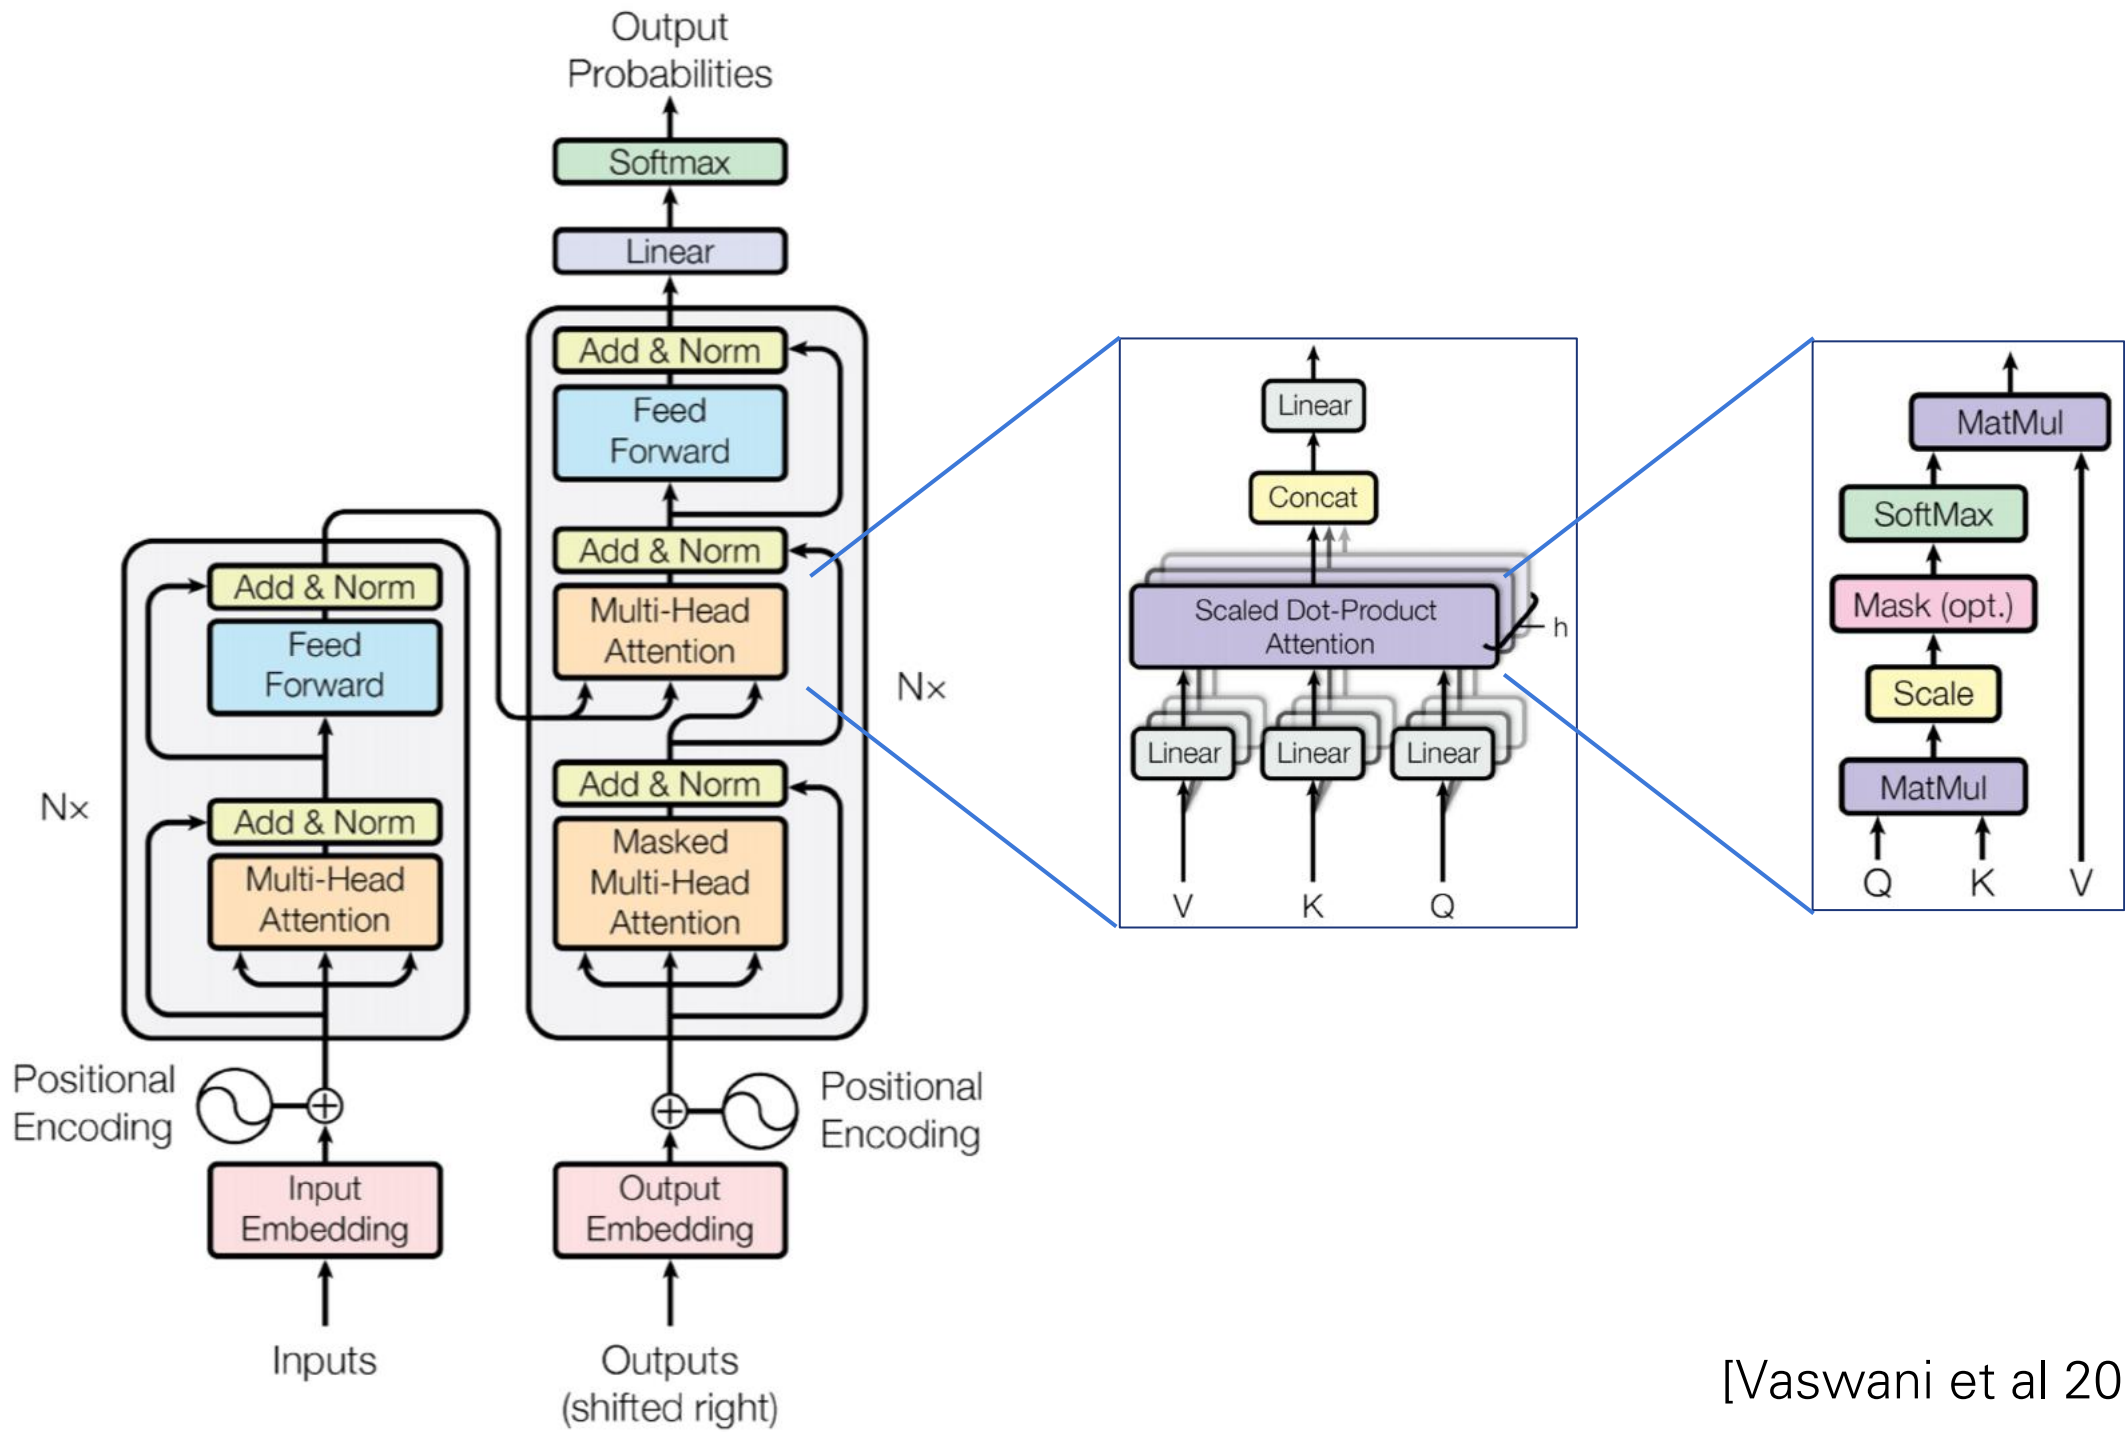 Output
Probabilities
Softmax
Linear
Add & Norm
Feed
Forward
Add & Norm
Multi-Head
Attention
Nx
Add & Norm
Masked
Multi-Head
Attention
Add & Norm
Feed
Forward
Nx
Add & Norm
Multi-Head
Attention
Positional
Encoding
Positional
Encoding
Input
Embedding
Output
Embedding
Inputs
Outputs
(shifted right)
Linear
Concat
Scaled Dot-Product
Attention
h
Linear Linear Linear
V K Q
MatMul
SoftMax
Mask (opt.)
Scale
MatMul
Q K V
[Vaswani et al 20